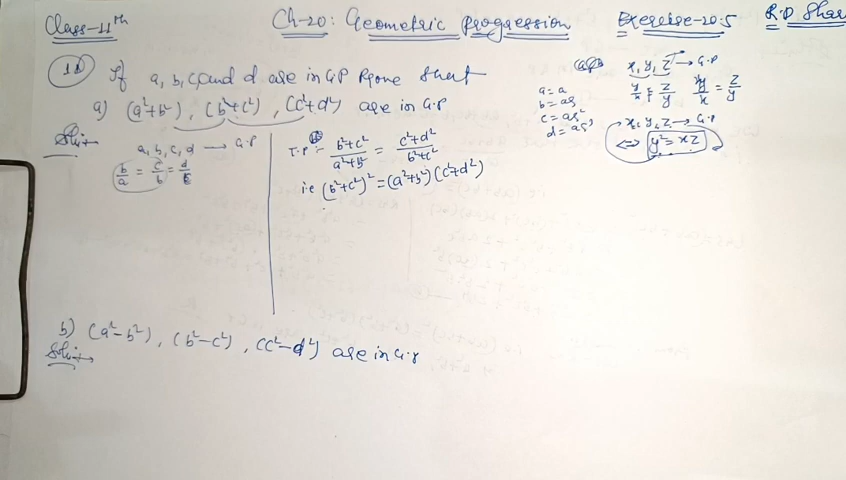 Class-11th Ch-20: Geometric Progression Exercise-20.5 R.D Shar
11) If a, b, c, and d are in G.P Prove that
a) (a²+b²), (b²+c²), (c²+d²) are in G.P
Soln:-
a, b, c, d → G.P
b/a = c/b = d/c
T.P :- (b²+c²)/(a²+b²) = (c²+d²)/(b²+c²)
i.e (b²+c²)² = (a²+b²)(c²+d²)
a = a
b = ar
c = ar²
d = ar³
x, y, z → G.P
y/x = z/y
y/x = z/y
x, y, z → G.P
⇔ y² = xz
b) (a²-b²), (b²-c²), (c²-d²) are in G.P
Soln:-